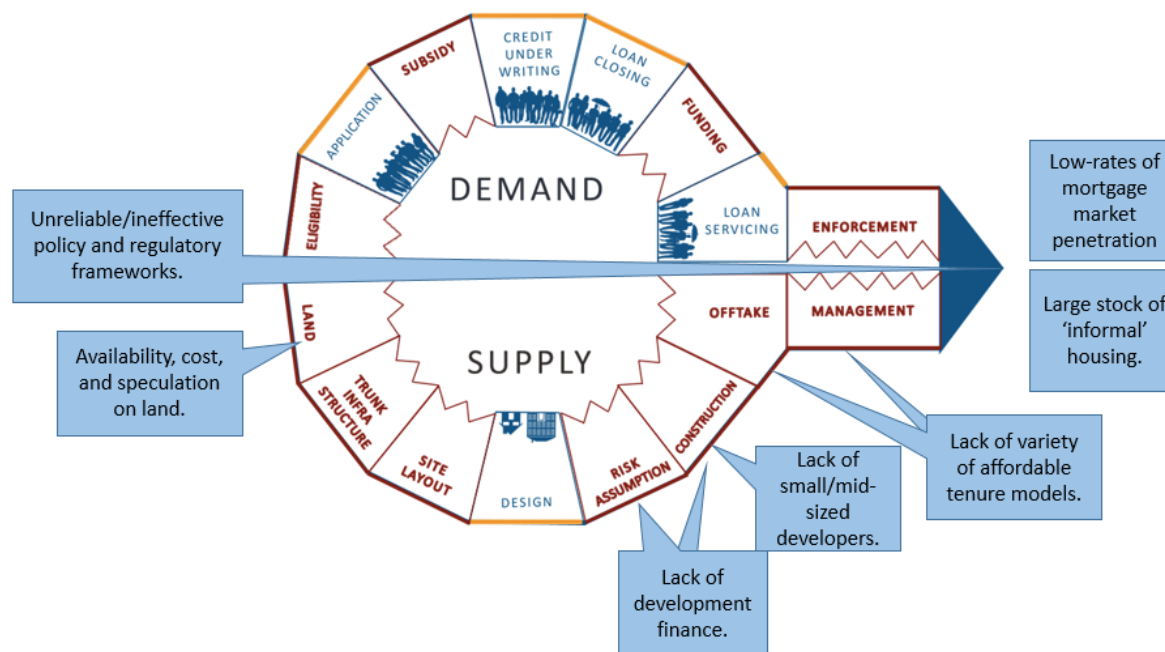 CREDIT
UNDER
WRITING
LOAN
CLOSING
SUBSIDY
FUNDING
APPLICATION
DEMAND
ELIGIBILITY
LOAN
SERVICING
ENFORCEMENT
Low-rates of
mortgage
market
penetration
Unreliable/ineffective
policy and regulatory
frameworks.
LAND
OFFTAKE
MANAGEMENT
Large stock of
‘informal’
housing.
Availability, cost,
and speculation
on land.
SUPPLY
TRUNK
INFRA
STRUCTURE
SITE
LAYOUT
DESIGN
RISK
ASSUMPTION
CONSTRUCTION
Lack of variety
of affordable
tenure models.
Lack of
small/mid-
sized
developers.
Lack of
development
finance.